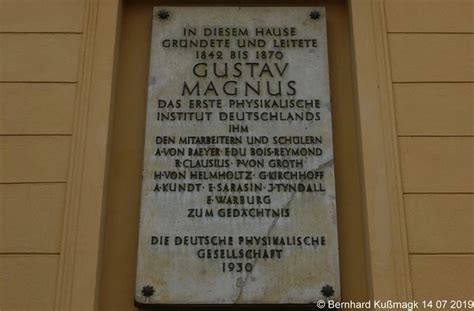 IN DIESEM HAUSE
GRÜNDETE UND LEITETE
1842 BIS 1870
GUSTAV
MAGNUS
DAS ERSTE PHYSIKALISCHE
INSTITUT DEUTSCHLANDS
IHM
DEN MITARBEITERN UND SCHÜLERN
A·VON BAEYER·E·DU BOIS-REYMOND
R·CLAUSIUS·P·VON GROTH
H·VON HELMHOLTZ·G·KIRCHHOFF
A·KUNDT·E·SARASIN·J·TYNDALL
E·WARBURG
ZUM GEDÄCHTNIS
DIE DEUTSCHE PHYSIKALISCHE
GESELLSCHAFT
1930
© Bernhard Kußmagk 14 07 2019